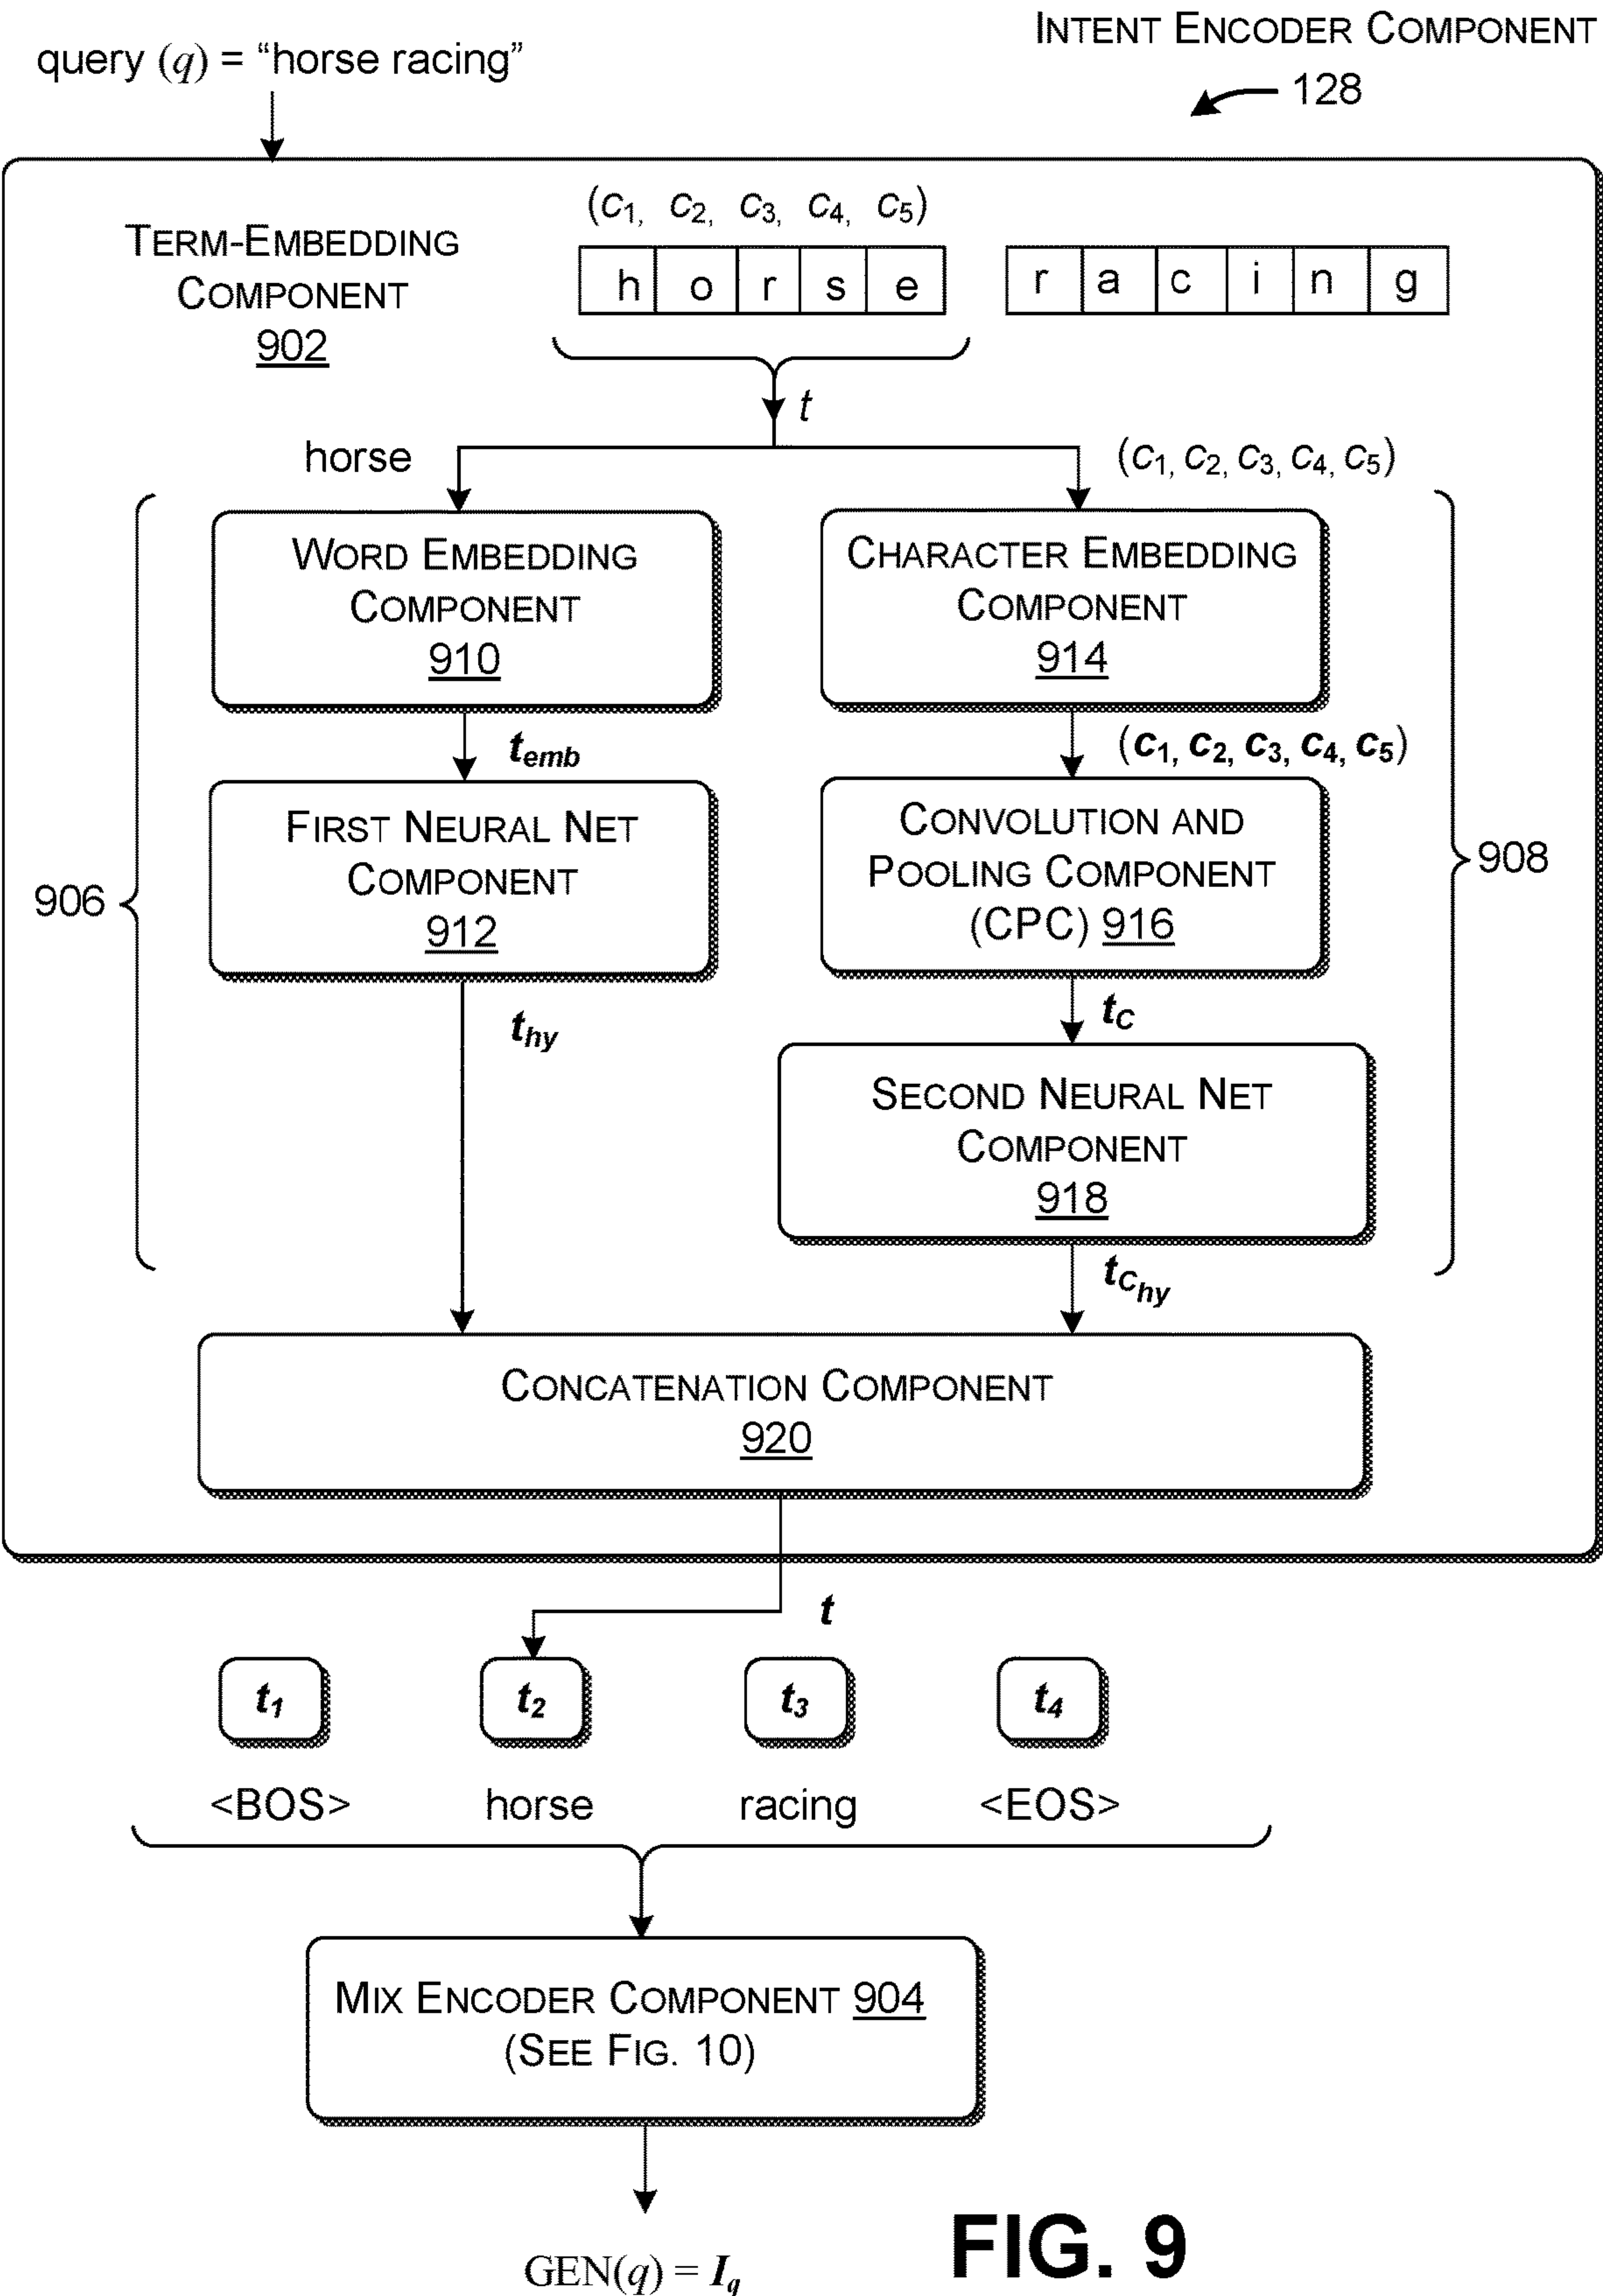 INTENT ENCODER COMPONENT
128
query (q) = “horse racing”
TERM-EMBEDDING
COMPONENT
902
(c1, c2, c3, c4, c5)
h o r s e
r a c i n g
t
horse
(c1, c2, c3, c4, c5)
WORD EMBEDDING
COMPONENT
910
CHARACTER EMBEDDING
COMPONENT
914
temb
(c1, c2, c3, c4, c5)
906
FIRST NEURAL NET
COMPONENT
912
CONVOLUTION AND
POOLING COMPONENT
(CPC) 916
908
thy
tC
SECOND NEURAL NET
COMPONENT
918
tChy
CONCATENATION COMPONENT
920
t
t1 t2 t3 t4
<BOS> horse racing <EOS>
MIX ENCODER COMPONENT 904
(SEE FIG. 10)
GEN(q) = Iq
FIG. 9